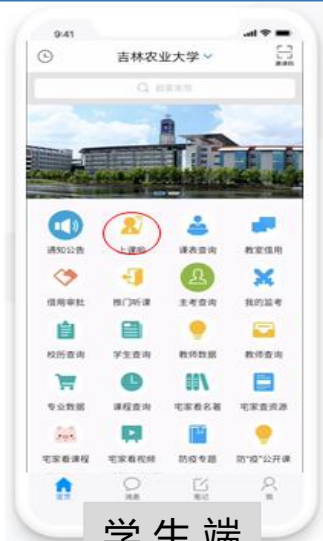 9:41
吉林农业大学
通知公告 上课啦 课表查询 教室借用
借用审批 推门听课 主考查询 我的监考
校历查询 学生查询 教师数据 教师查询
专业数据 课程查询 宅家看名著 宅家查资源
宅家看课程 宅家看视频 防疫专题 防"疫"公开课
首页 消息 笔记 我
学生端